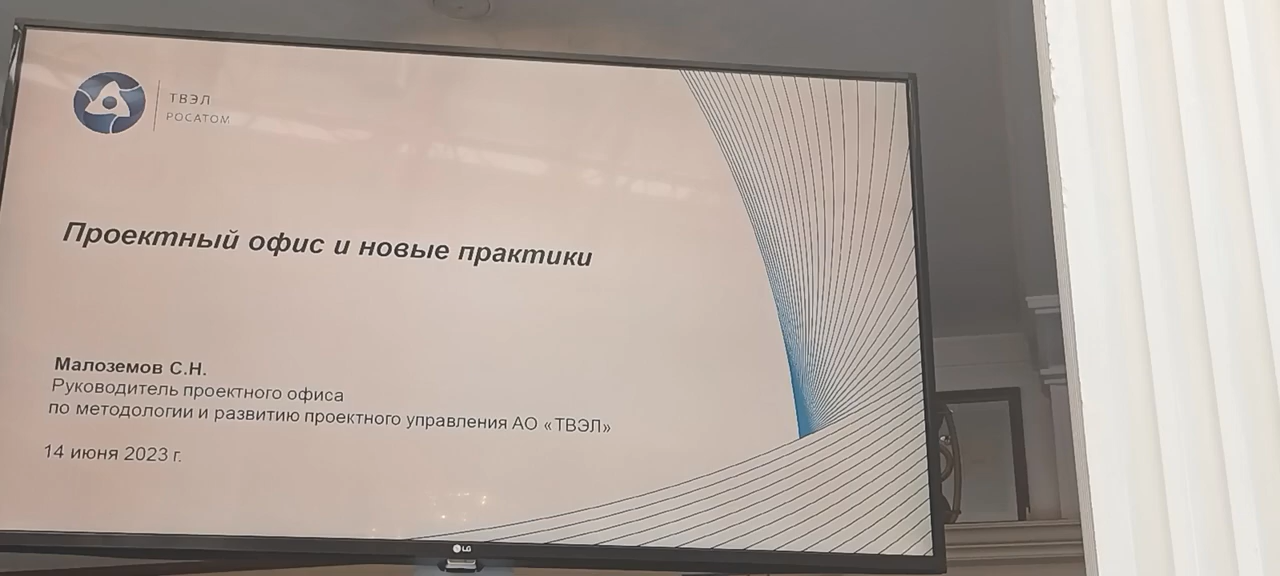 ТВЭЛ
РОСАТОМ
Проектный офис и новые практики
Малоземов С.Н.
Руководитель проектного офиса
по методологии и развитию проектного управления АО «ТВЭЛ»
14 июня 2023 г.
LG